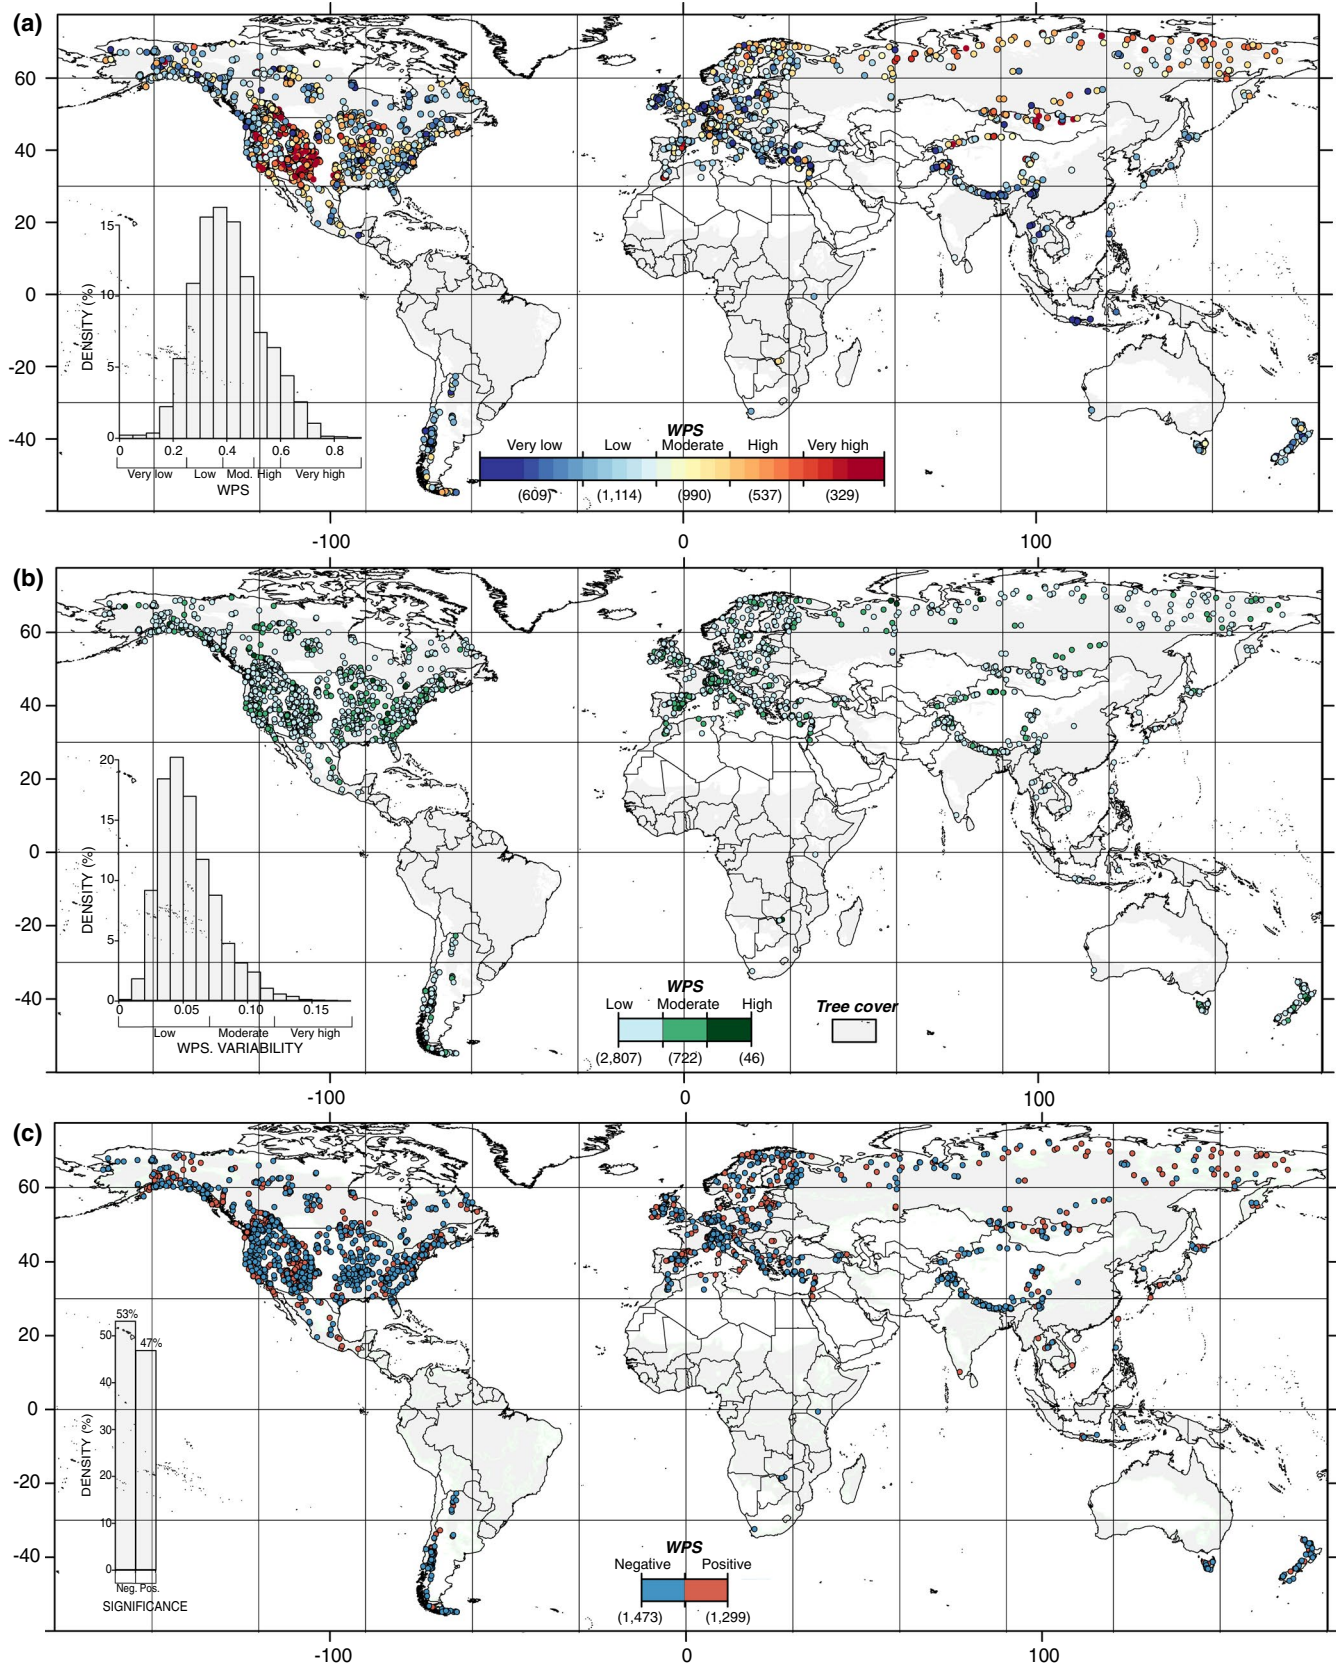 (a)
60
40
20
0
-20
-40
DENSITY (%)
15
10
5
0
0 0.2 0.4 0.6 0.8
Very low Low Mod. High Very high
WPS
WPS
Very low Low Moderate High Very high
(609) (1,114) (990) (537) (329)
-100 0 100
(b)
60
40
20
0
-20
-40
DENSITY (%)
20
15
10
5
0
0 0.05 0.10 0.15
Low Moderate Very high
WPS. VARIABILITY
WPS
Low Moderate High
(2,807) (722) (46)
Tree cover
-100 0 100
(c)
60
40
20
0
-20
-40
53%
47%
DENSITY (%)
50
40
30
20
10
0
Neg. Pos.
SIGNIFICANCE
WPS
Negative Positive
(1,473) (1,299)
-100 0 100